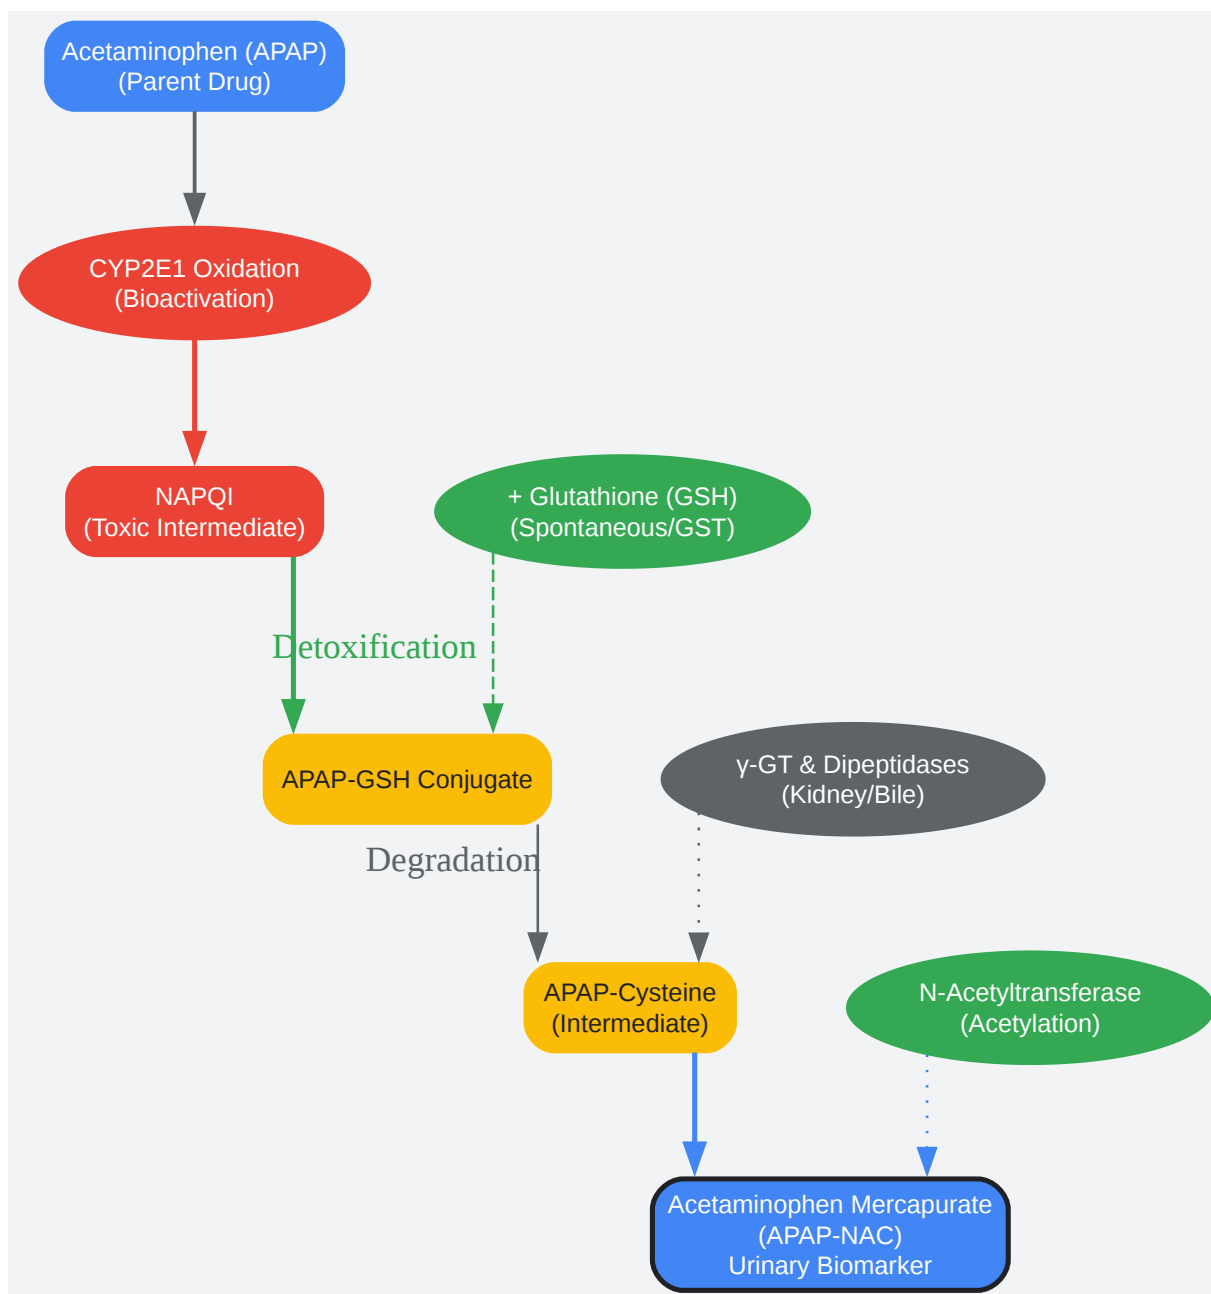 Acetaminophen (APAP)
(Parent Drug)
CYP2E1 Oxidation
(Bioactivation)
NAPQI
(Toxic Intermediate)
+ Glutathione (GSH)
(Spontaneous/GST)
Detoxification
APAP-GSH Conjugate
γ-GT & Dipeptidases
(Kidney/Bile)
Degradation
APAP-Cysteine
(Intermediate)
N-Acetyltransferase
(Acetylation)
Acetaminophen Mercapurate
(APAP-NAC)
Urinary Biomarker